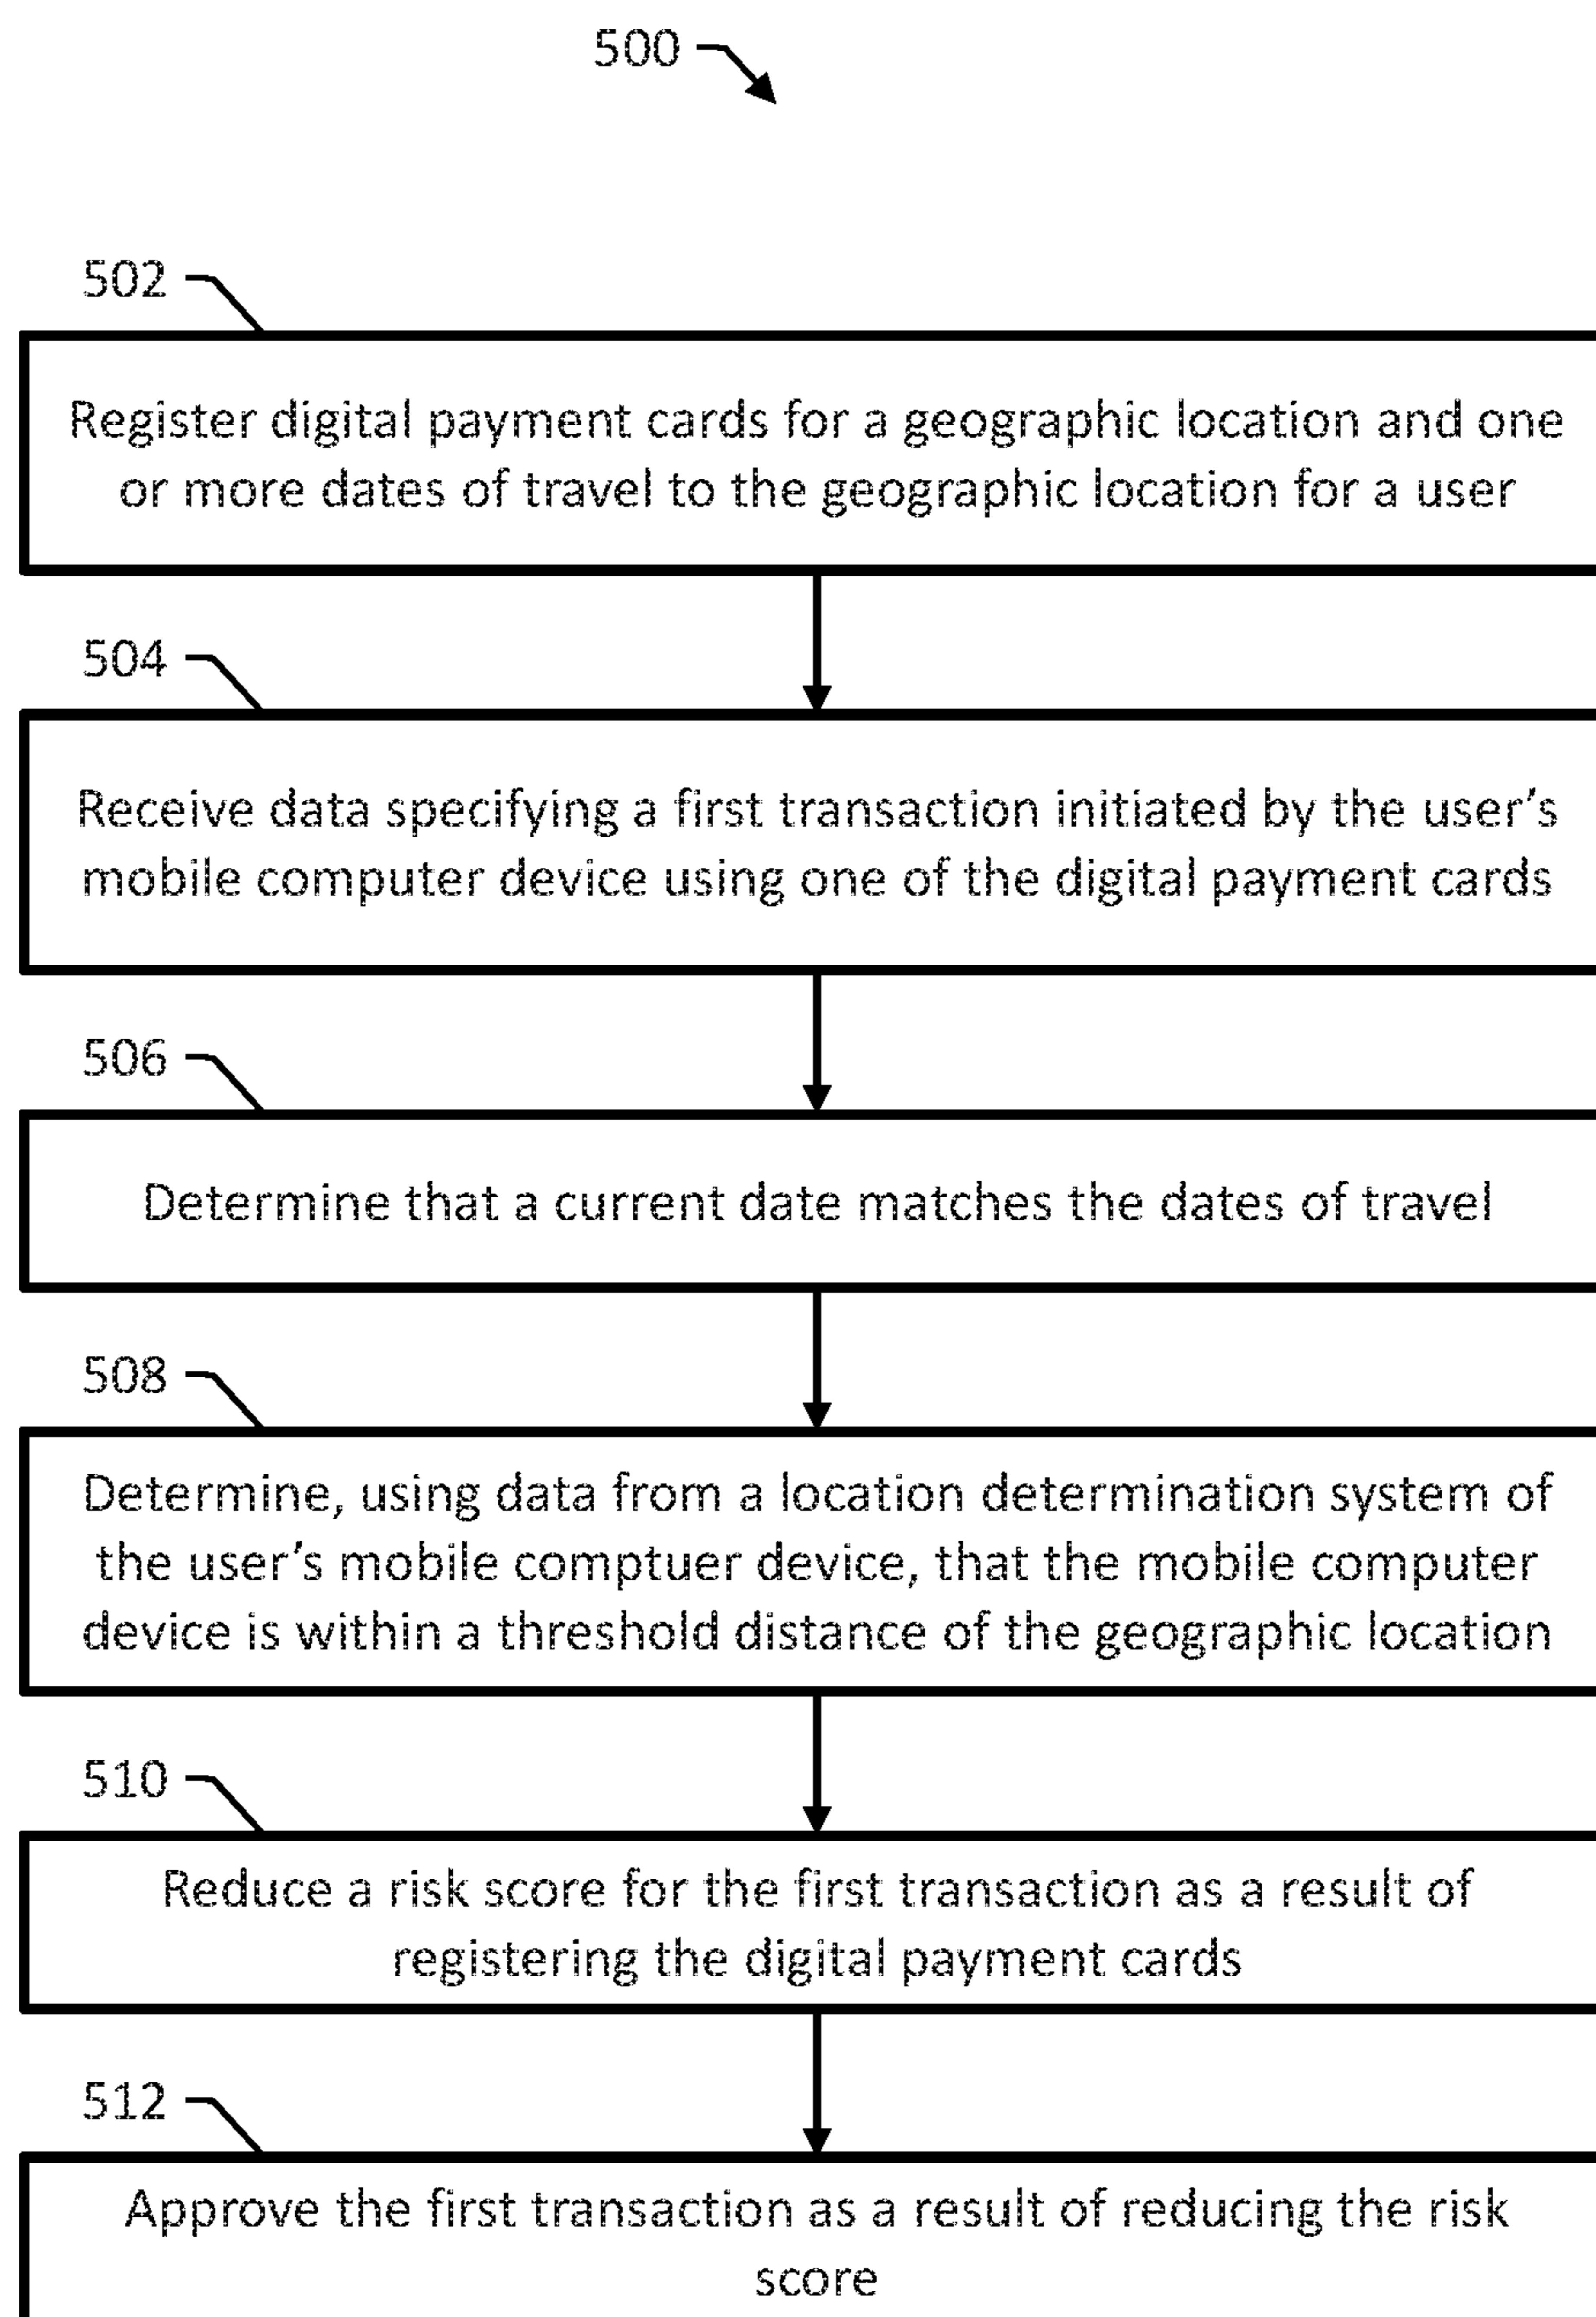 500
502
Register digital payment cards for a geographic location and one
or more dates of travel to the geographic location for a user
504
Receive data specifying a first transaction initiated by the user's
mobile computer device using one of the digital payment cards
506
Determine that a current date matches the dates of travel
508
Determine, using data from a location determination system of
the user's mobile comptuer device, that the mobile computer
device is within a threshold distance of the geographic location
510
Reduce a risk score for the first transaction as a result of
registering the digital payment cards
512
Approve the first transaction as a result of reducing the risk
score